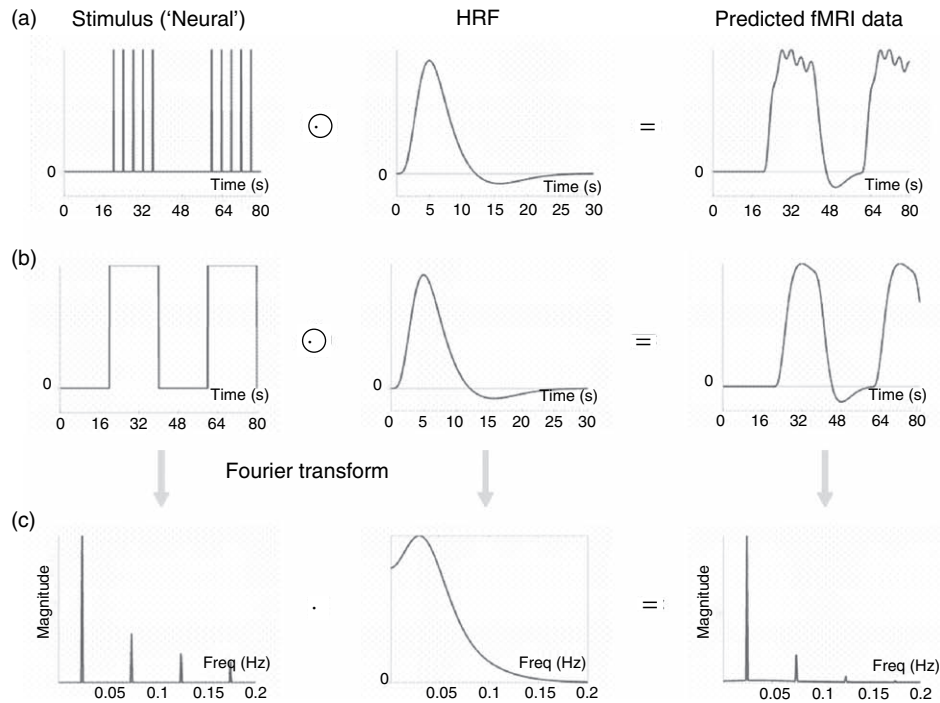 (a) Stimulus (‘Neural’) HRF Predicted fMRI data
0 0 0
= 
Time (s) Time (s) Time (s)
0 16 32 48 64 80 0 5 10 15 20 25 30 0 16 32 48 64 80
(b)
=
0 0 0
Time (s) Time (s) Time (s)
0 16 32 48 64 80 0 5 10 15 20 25 30 0 16 32 48 64 80
Fourier transform
(c)
Magnitude Magnitude
· =
Freq (Hz) Freq (Hz) Freq (Hz)
0.05 0.1 0.15 0.2 0.05 0.1 0.15 0.2 0.05 0.1 0.15 0.2